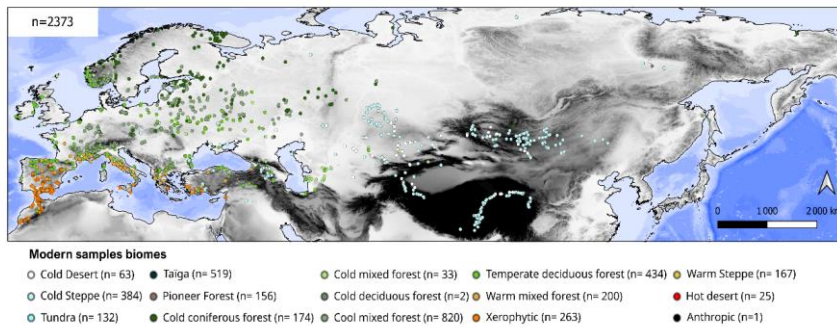 n=2373
0 1 000 2 000 km
Modern samples biomes
Cold Desert (n= 63) Taïga (n= 519) Cold mixed forest (n= 33) Temperate deciduous forest (n= 434) Warm Steppe (n= 167)
Cold Steppe (n= 384) Pioneer Forest (n= 156) Cold deciduous forest (n=2) Warm mixed forest (n= 200) Hot desert (n= 25)
Tundra (n= 132) Cold coniferous forest (n= 174) Cool mixed forest (n= 820) Xerophytic (n= 263) Anthropic (n=1)